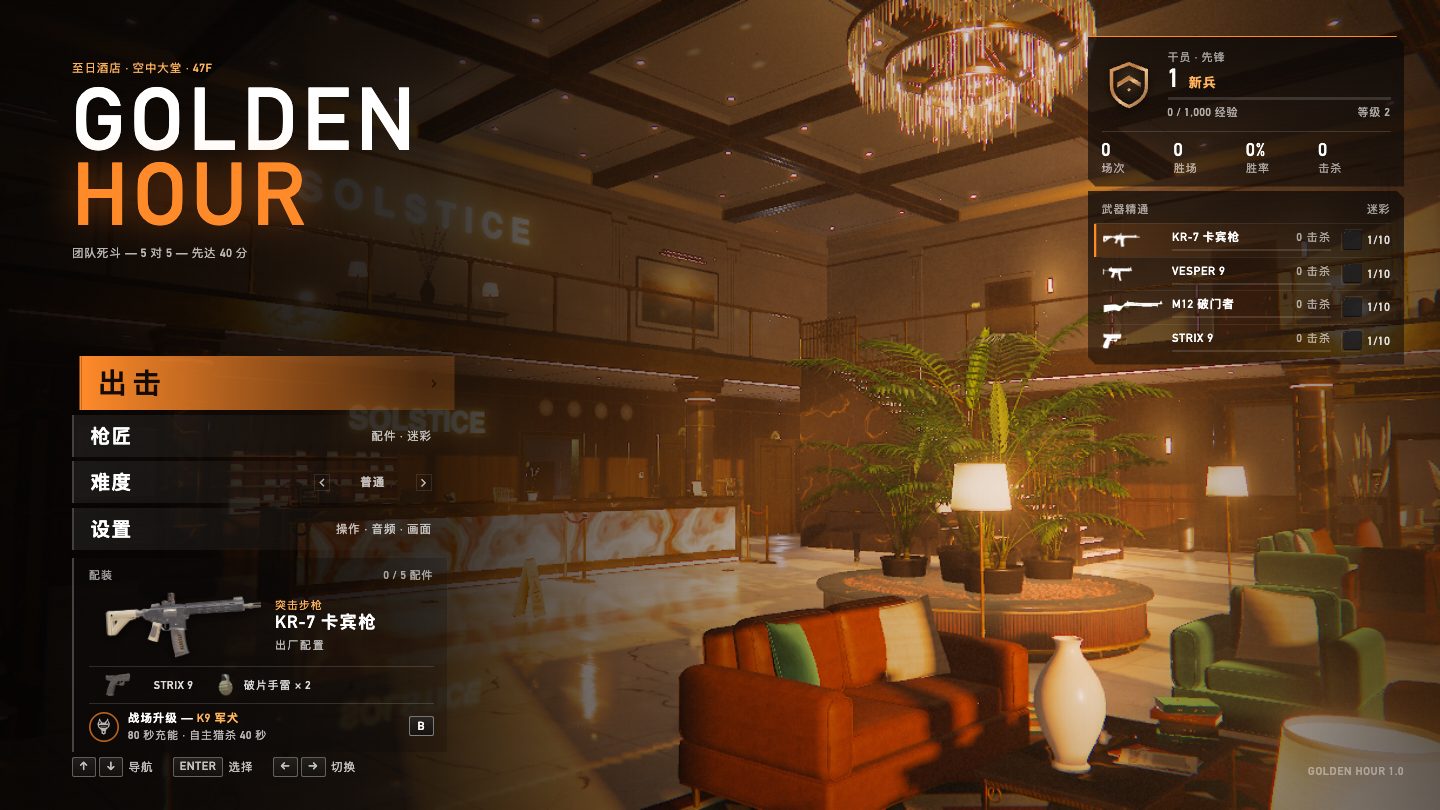 至日酒店 · 空中大堂 · 47F
GOLDEN
HOUR
团队死斗 — 5 对 5 — 先达 40 分
SOLSTICE
出击
SOLSTICE
枪匠 配件 · 迷彩
难度 普通
设置 操作 · 音频 · 画面
配装 0 / 5 配件
突击步枪
KR-7 卡宾枪
出厂配置
STRIX 9 破片手雷 × 2
战场升级 — K9 军犬
80 秒充能 · 自主猎杀 40 秒
B
↑ ↓ 导航 ENTER 选择 ← → 切换
干员 · 先锋
1 新兵
0 / 1,000 经验 等级 2
0 0 0% 0
场次 胜场 胜率 击杀
武器精通 迷彩
KR-7 卡宾枪 0 击杀 1/10
VESPER 9 0 击杀 1/10
M12 破门者 0 击杀 1/10
STRIX 9 0 击杀 1/10
GOLDEN HOUR 1.0